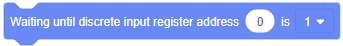 Waiting until discrete input register address 0 is 1